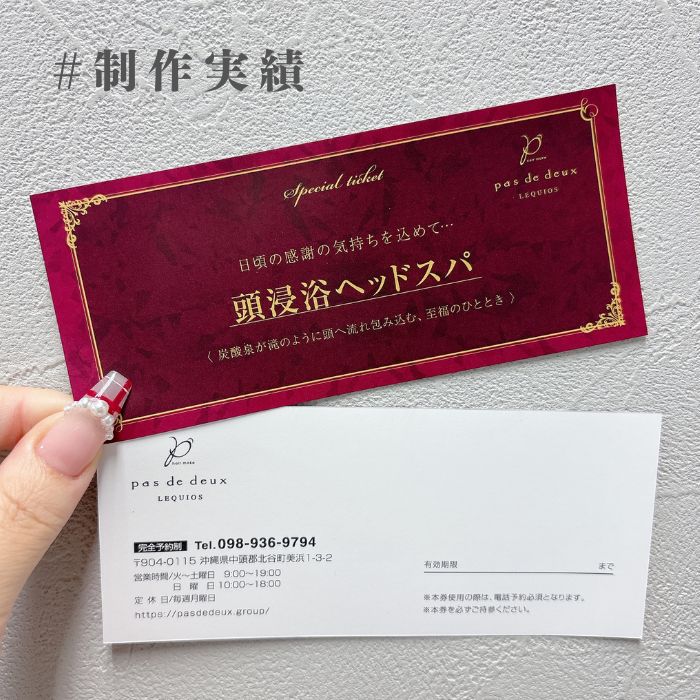 #制作実績
Special ticket
hair make
pas de deux
LEQUIOS
日頃の感謝の気持ちを込めて…
頭浸浴ヘッドスパ
〈 炭酸泉が滝のように頭へ流れ包み込む、至福のひととき 〉
hair make
pas de deux
LEQUIOS
完全予約制 Tel.098-936-9794
〒904-0115 沖縄県中頭郡北谷町美浜1-3-2
営業時間/火〜土曜日 9:00〜19:00
日 曜 日 10:00〜18:00
定 休 日/毎週月曜日
https://pasdedeux.group/
有効期限 まで
※本券使用の際は、電話予約必須となります。
※本券を必ずご持参ください。